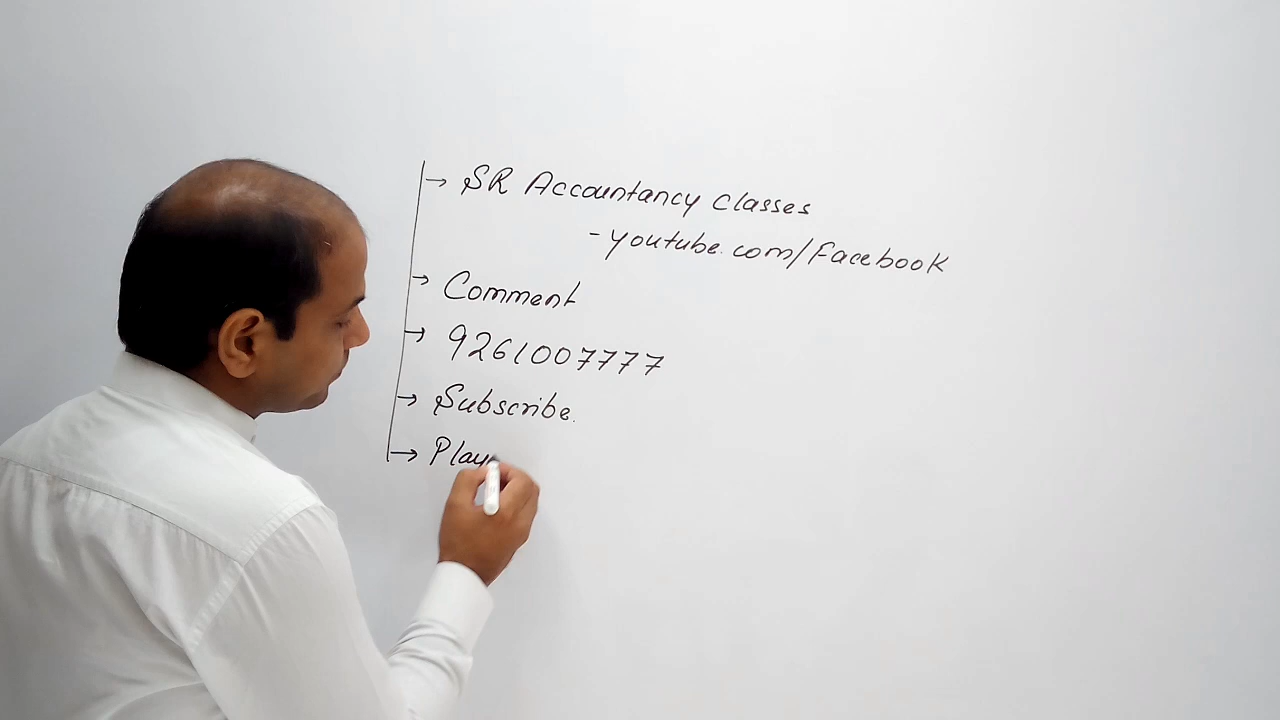 → SR Accountancy Classes
- youtube.com/Facebook
→ Comment
→ 9261007777
→ Subscribe.
→ Play